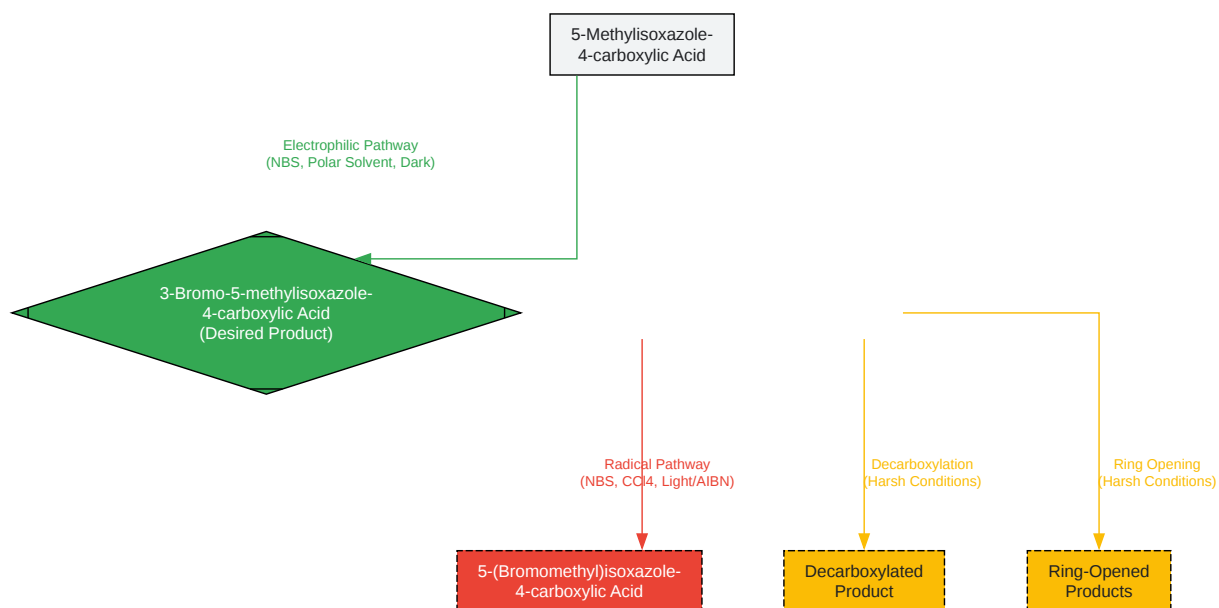 5-Methylisoxazole-
4-carboxylic Acid
Electrophilic Pathway
(NBS, Polar Solvent, Dark)
3-Bromo-5-methylisoxazole-
4-carboxylic Acid
(Desired Product)
Radical Pathway
(NBS, CCl4, Light/AIBN)
Decarboxylation
(Harsh Conditions)
Ring Opening
(Harsh Conditions)
5-(Bromomethyl)isoxazole-
4-carboxylic Acid
Decarboxylated
Product
Ring-Opened
Products